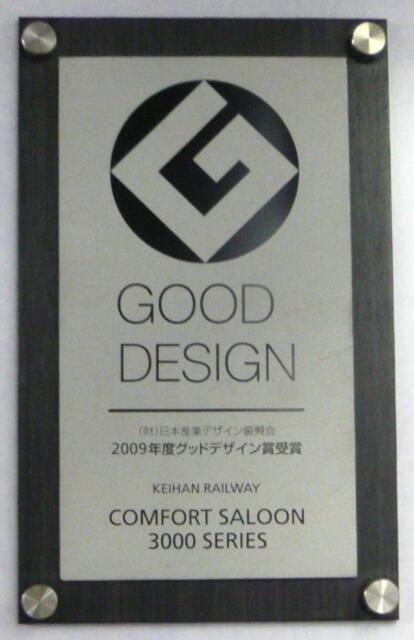 GOOD
DESIGN
(財)日本産業デザイン振興会
2009年度グッドデザイン賞受賞
KEIHAN RAILWAY
COMFORT SALOON
3000 SERIES